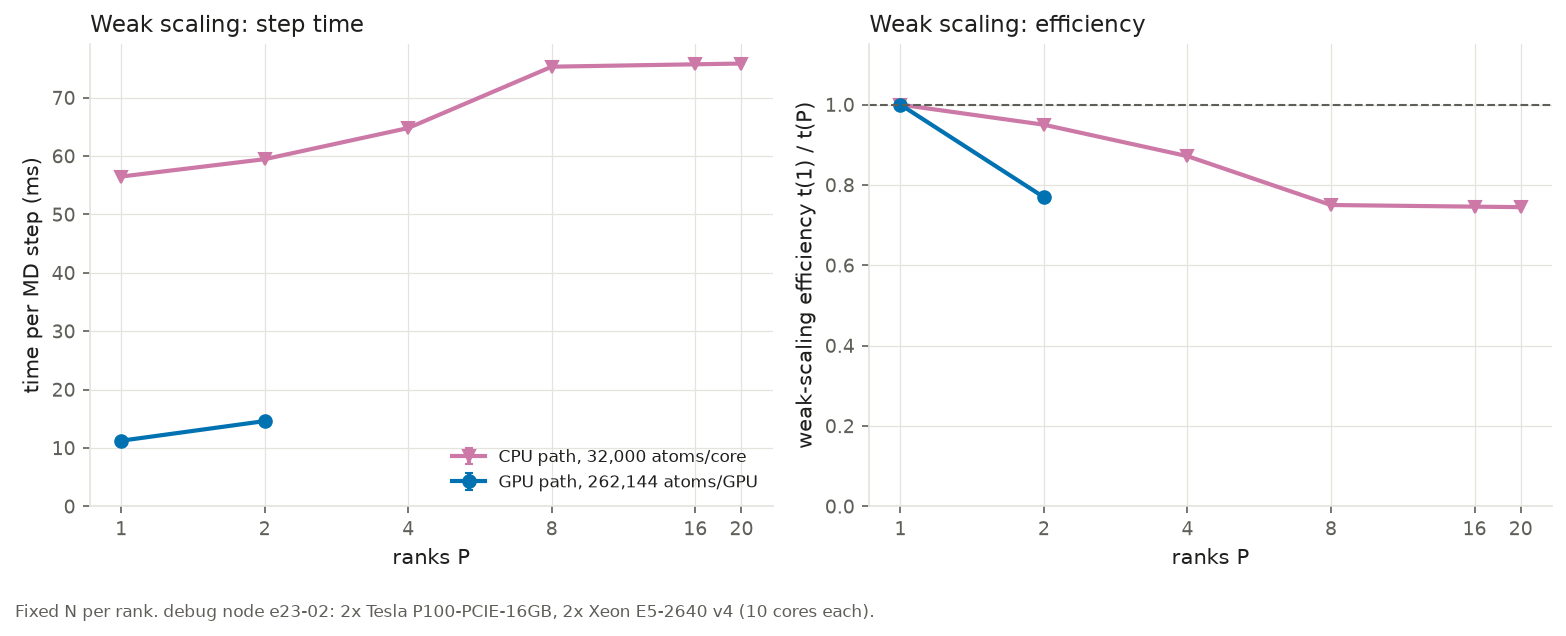 Weak scaling: step time
time per MD step (ms)
70
60
50
40
30
20
10
0
CPU path, 32,000 atoms/core
GPU path, 262,144 atoms/GPU
1 2 4 8 16 20
ranks P
Weak scaling: efficiency
weak-scaling efficiency t(1) / t(P)
1.0
0.8
0.6
0.4
0.2
0.0
1 2 4 8 16 20
ranks P
Fixed N per rank. debug node e23-02: 2x Tesla P100-PCIE-16GB, 2x Xeon E5-2640 v4 (10 cores each).